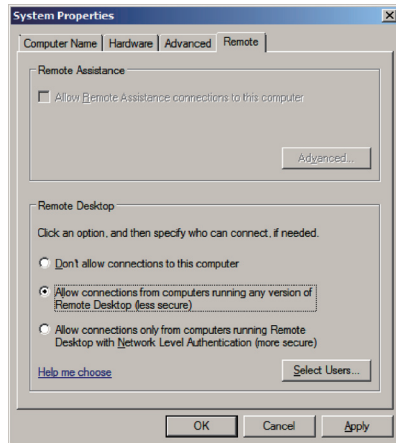 System Properties
Computer Name
Hardware
Advanced
Remote
Remote Assistance
Allow Remote Assistance connections to this computer
Advanced...
Remote Desktop
Click an option, and then specify who can connect, if needed.
Don't allow connections to this computer
Allow connections from computers running any version of
Remote Desktop (less secure)
Allow connections only from computers running Remote
Desktop with Network Level Authentication (more secure)
Help me choose
Select Users...
OK
Cancel
Apply